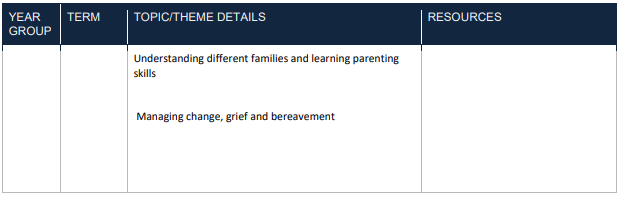 YEAR GROUP TERM TOPIC/THEME DETAILS RESOURCES
Understanding different families and learning parenting
skills
Managing change, grief and bereavement